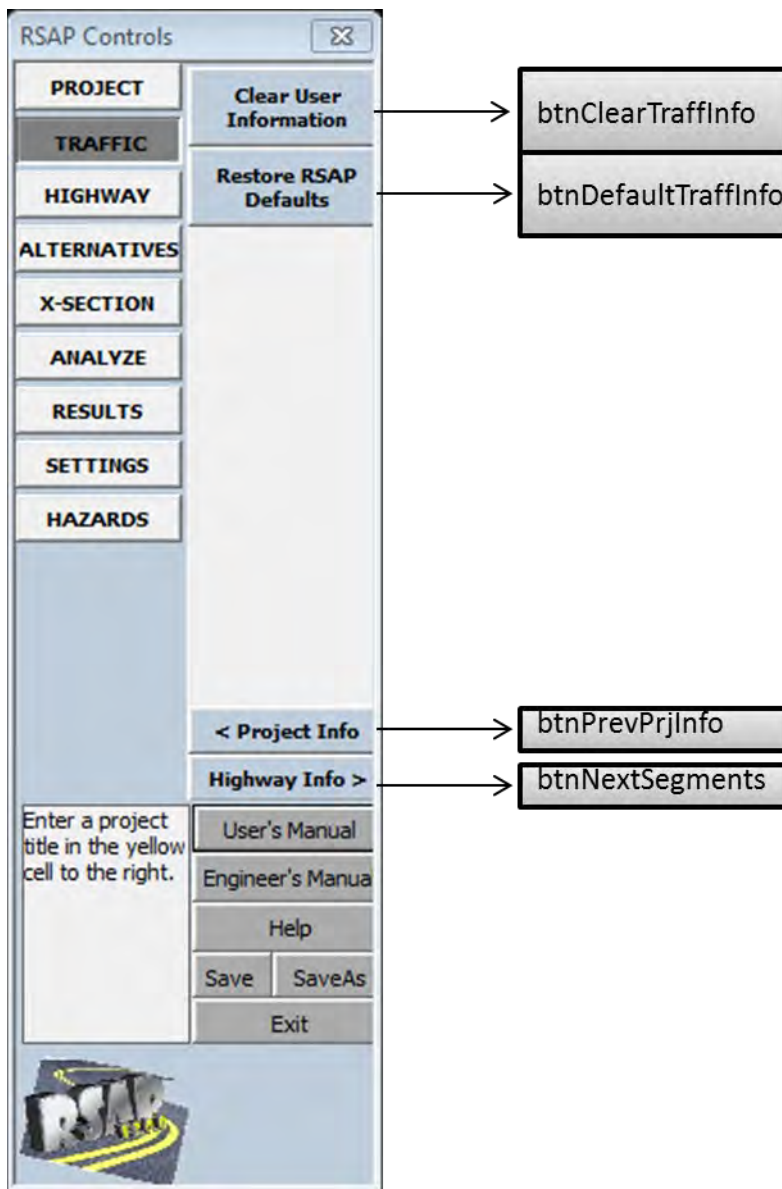 RSAP Controls
PROJECT
TRAFFIC
HIGHWAY
ALTERNATIVES
X-SECTION
ANALYZE
RESULTS
SETTINGS
HAZARDS
Clear User
Information
btnClearTraffInfo
Restore RSAP
Defaults
btnDefaultTraffInfo
< Project Info
btnPrevPrjInfo
Highway Info >
btnNextSegments
Enter a project
title in the yellow
cell to the right.
User's Manual
Engineer's Manua
Help
Save
SaveAs
Exit
RSAP